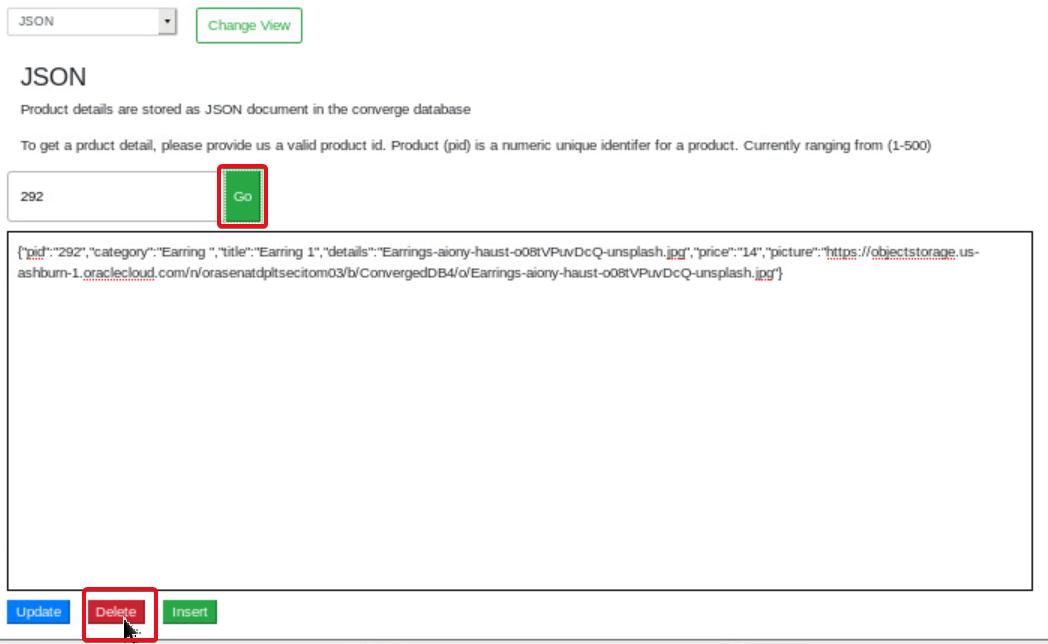 JSON
Change View
JSON
Product details are stored as JSON document in the converge database
To get a prduct detail, please provide us a valid product id. Product (pid) is a numeric unique identifer for a product. Currently ranging from (1-500)
292
Go
{"pid":"292","category":"Earring ","title":"Earring 1","details":"Earrings-aiony-haust-o08tVPuvDcQ-unsplash.jpg","price":"14","picture":"https://objectstorage.us-
ashburn-1.oraclecloud.com/n/orasenatdpltsecitom03/b/ConvergedDB4/o/Earrings-aiony-haust-o08tVPuvDcQ-unsplash.jpg"}
Update
Delete
Insert